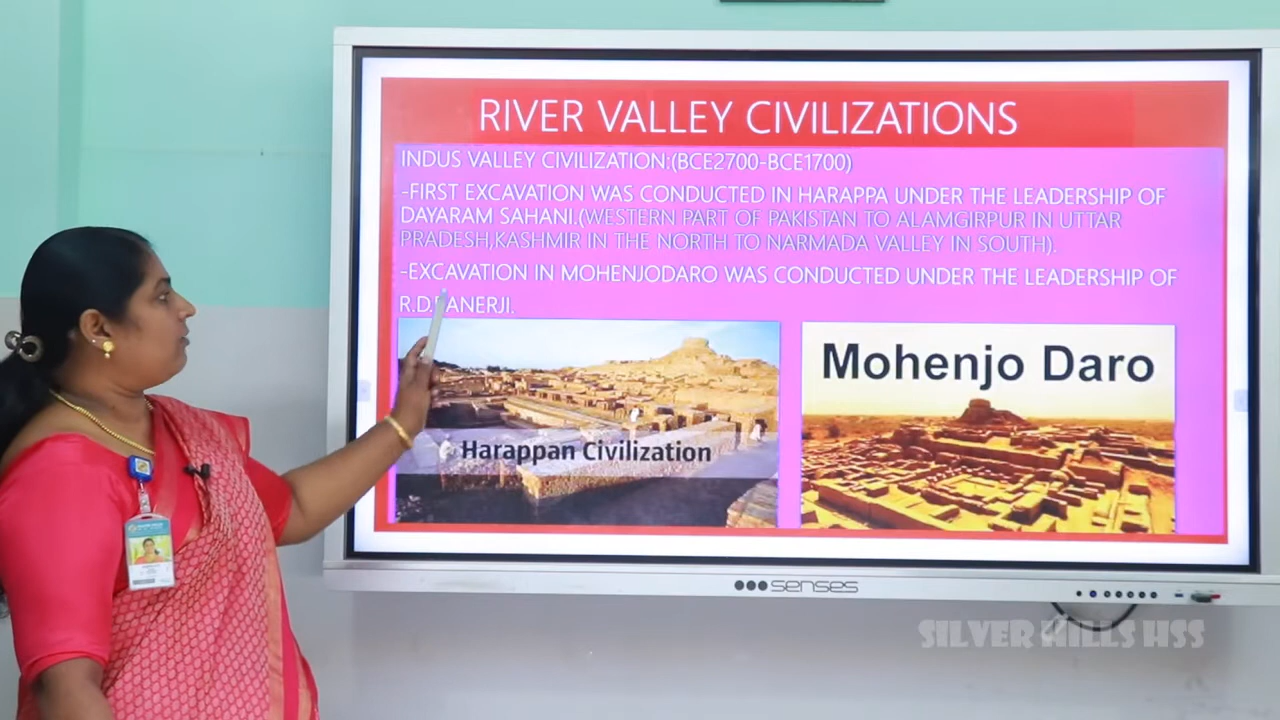 RIVER VALLEY CIVILIZATIONS
INDUS VALLEY CIVILIZATION:(BCE2700-BCE1700)
-FIRST EXCAVATION WAS CONDUCTED IN HARAPPA UNDER THE LEADERSHIP OF
DAYARAM SAHANI.(WESTERN PART OF PAKISTAN TO ALAMGIRPUR IN UTTAR
PRADESH,KASHMIR IN THE NORTH TO NARMADA VALLEY IN SOUTH).
-EXCAVATION IN MOHENJODARO WAS CONDUCTED UNDER THE LEADERSHIP OF
R.D.BANERJI.
Harappan Civilization
Mohenjo Daro
senses
SILVER HILLS HSS